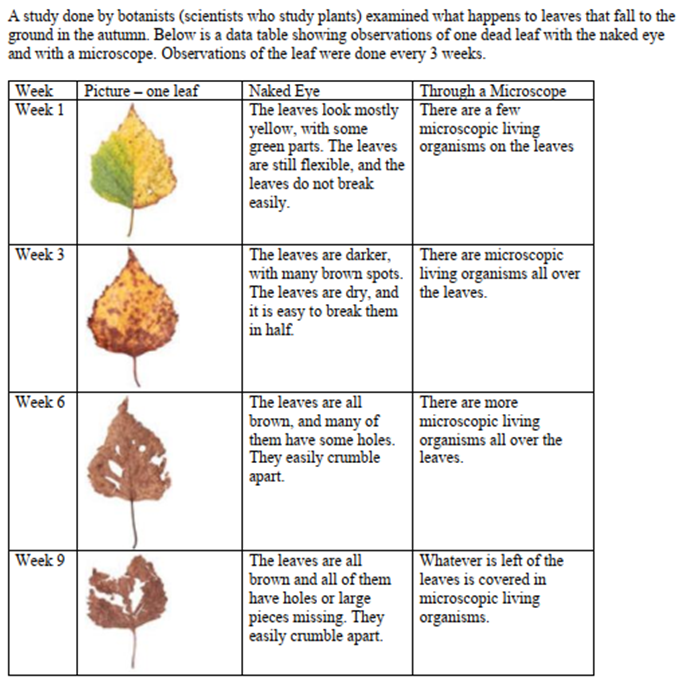 A study done by botanists (scientists who study plants) examined what happens to leaves that fall to the
ground in the autumn. Below is a data table showing observations of one dead leaf with the naked eye
and with a microscope. Observations of the leaf were done every 3 weeks.
Week Picture – one leaf Naked Eye Through a Microscope
Week 1
The leaves look mostly
yellow, with some
green parts. The leaves
are still flexible, and the
leaves do not break
easily.
There are a few
microscopic living
organisms on the leaves
Week 3
The leaves are darker,
with many brown spots.
The leaves are dry, and
it is easy to break them
in half.
There are microscopic
living organisms all over
the leaves.
Week 6
The leaves are all
brown, and many of
them have some holes.
They easily crumble
apart.
There are more
microscopic living
organisms all over the
leaves.
Week 9
The leaves are all
brown and all of them
have holes or large
pieces missing. They
easily crumble apart.
Whatever is left of the
leaves is covered in
microscopic living
organisms.